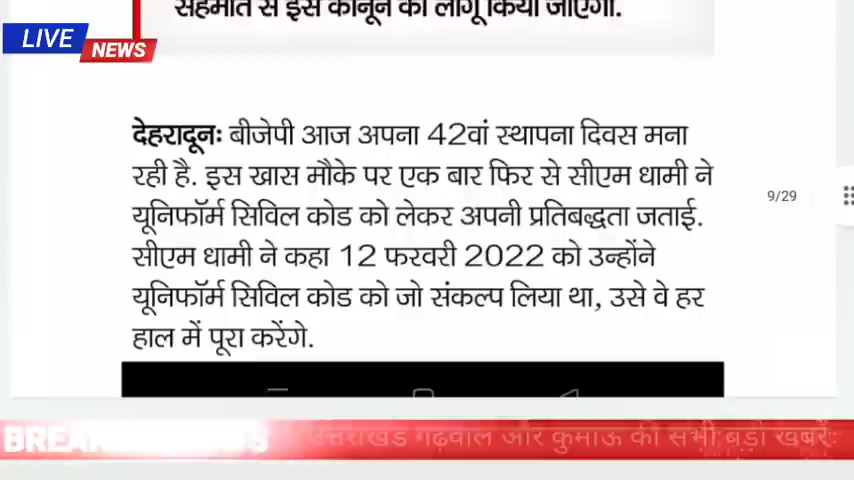 सहमति से इस कानून को लागू किया जाएगा.
LIVE
NEWS
देहरादूनः बीजेपी आज अपना 42वां स्थापना दिवस मना
रही है. इस खास मौके पर एक बार फिर से सीएम धामी ने
यूनिफॉर्म सिविल कोड को लेकर अपनी प्रतिबद्धता जताई.
सीएम धामी ने कहा 12 फरवरी 2022 को उन्होंने
यूनिफॉर्म सिविल कोड को जो संकल्प लिया था, उसे वे हर
हाल में पूरा करेंगे.
9/29
उत्तराखंड गढ़वाल और कुमाऊ की सभी बड़ी खबरें